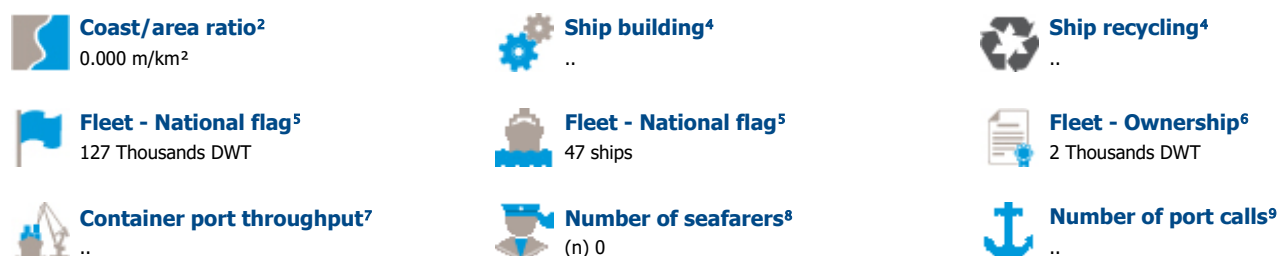 Coast/area ratio²
0.000 m/km²
Ship building⁴
..
Ship recycling⁴
..
Fleet - National flag⁵
127 Thousands DWT
Fleet - National flag⁵
47 ships
Fleet - Ownership⁶
2 Thousands DWT
Container port throughput⁷
..
Number of seafarers⁸
(n) 0
Number of port calls⁹
..